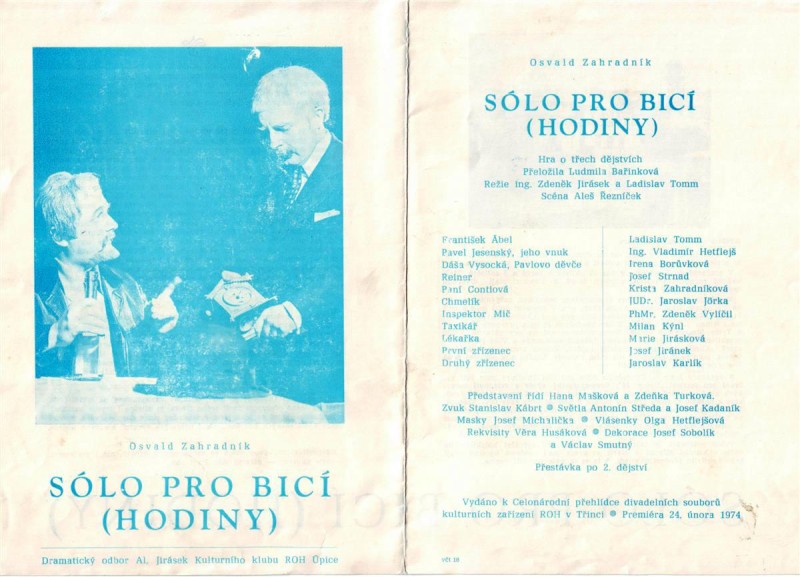 Osvald Zahradník
SÓLO PRO BICÍ
(HODINY)
Dramatický odbor Al. Jirásek Kulturního klubu ROH Úpice
Osvald Zahradník
SÓLO PRO BICÍ
(HODINY)
Hra o třech dějstvích
Přeložila Ludmila Bařinková
Režie ing. Zdeněk Jirásek a Ladislav Tomm
Scéna Aleš Řezníček
František Ábel Ladislav Tomm
Pavel Jesenský, jeho vnuk Ing. Vladimír Hetflejš
Dáša Vysocká, Pavlovo děvče Irena Borůvková
Reiner Josef Strnad
Paní Contiová Krista Zahradníková
Chmelík JUDr. Jaroslav Jörka
Inspektor Mič PhMr. Zdeněk Vylíčil
Taxikář Milan Kýnl
Lékařka Marie Jirásková
První zřízenec Josef Jiránek
Druhý zřízenec Jaroslav Karlík
Představení řídí Hana Mašková a Zdeňka Turková.
Zvuk Stanislav Kábrt ● Světla Antonín Středa a Josef Kadaník
Masky Josef Michalička ● Vlásenky Olga Hetflejšová
Rekvisity Věra Husáková ● Dekorace Josef Sobolík
a Václav Smutný
Přestávka po 2. dějství
Vydáno k Celonárodní přehlídce divadelních souborů
kulturních zařízení ROH v Třinci ● Premiéra 24. února 1974